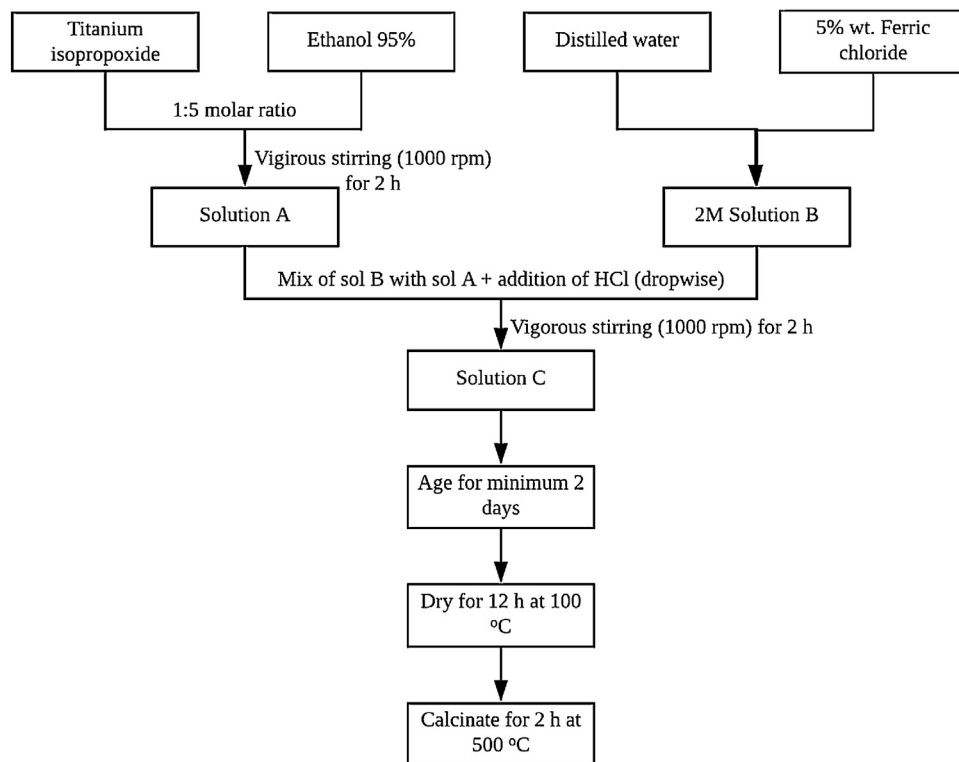 Titanium
isopropoxide
Ethanol 95%
Distilled water
5% wt. Ferric
chloride
1:5 molar ratio
Vigirous stirring (1000 rpm)
for 2 h
Solution A
2M Solution B
Mix of sol B with sol A + addition of HCl (dropwise)
Vigorous stirring (1000 rpm) for 2 h
Solution C
Age for minimum 2
days
Dry for 12 h at 100
ºC
Calcinate for 2 h at
500 ºC